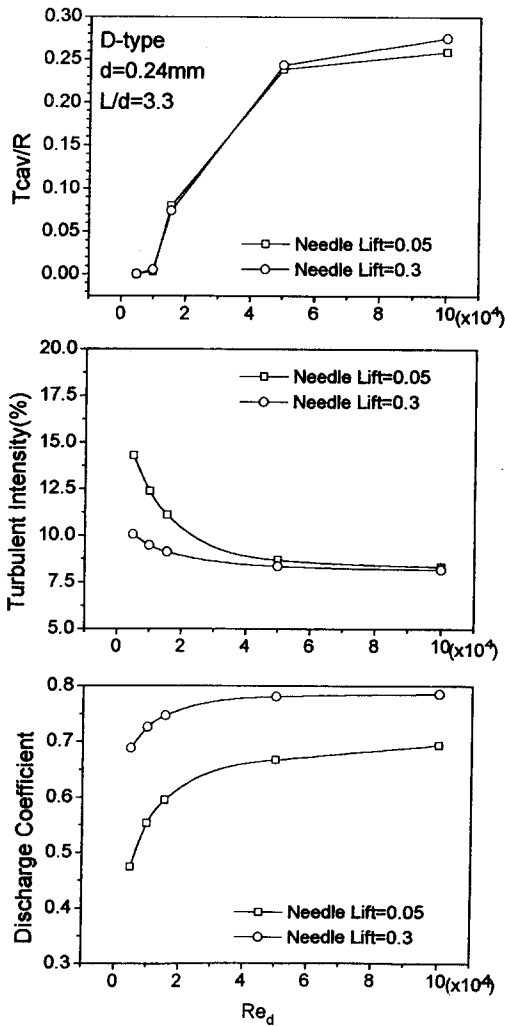 0.30
D-type
d=0.24mm
0.25
L/d=3.3
0.20
Tcav/R
0.15
0.10
0.05
Needle Lift=0.05
0.00
Needle Lift=0.3
0 2 4 6 8 10(x10⁴)
20.0
Needle Lift=0.05
17.5
Needle Lift=0.3
15.0
Turbulent Intensity(%)
12.5
10.0
7.5
5.0
0 2 4 6 8 10(x10⁴)
0.8
0.7
Discharge Coefficient
0.6
0.5
Needle Lift=0.05
0.4
Needle Lift=0.3
0.3
0 2 4 6 8 10(x10⁴)
Re_d